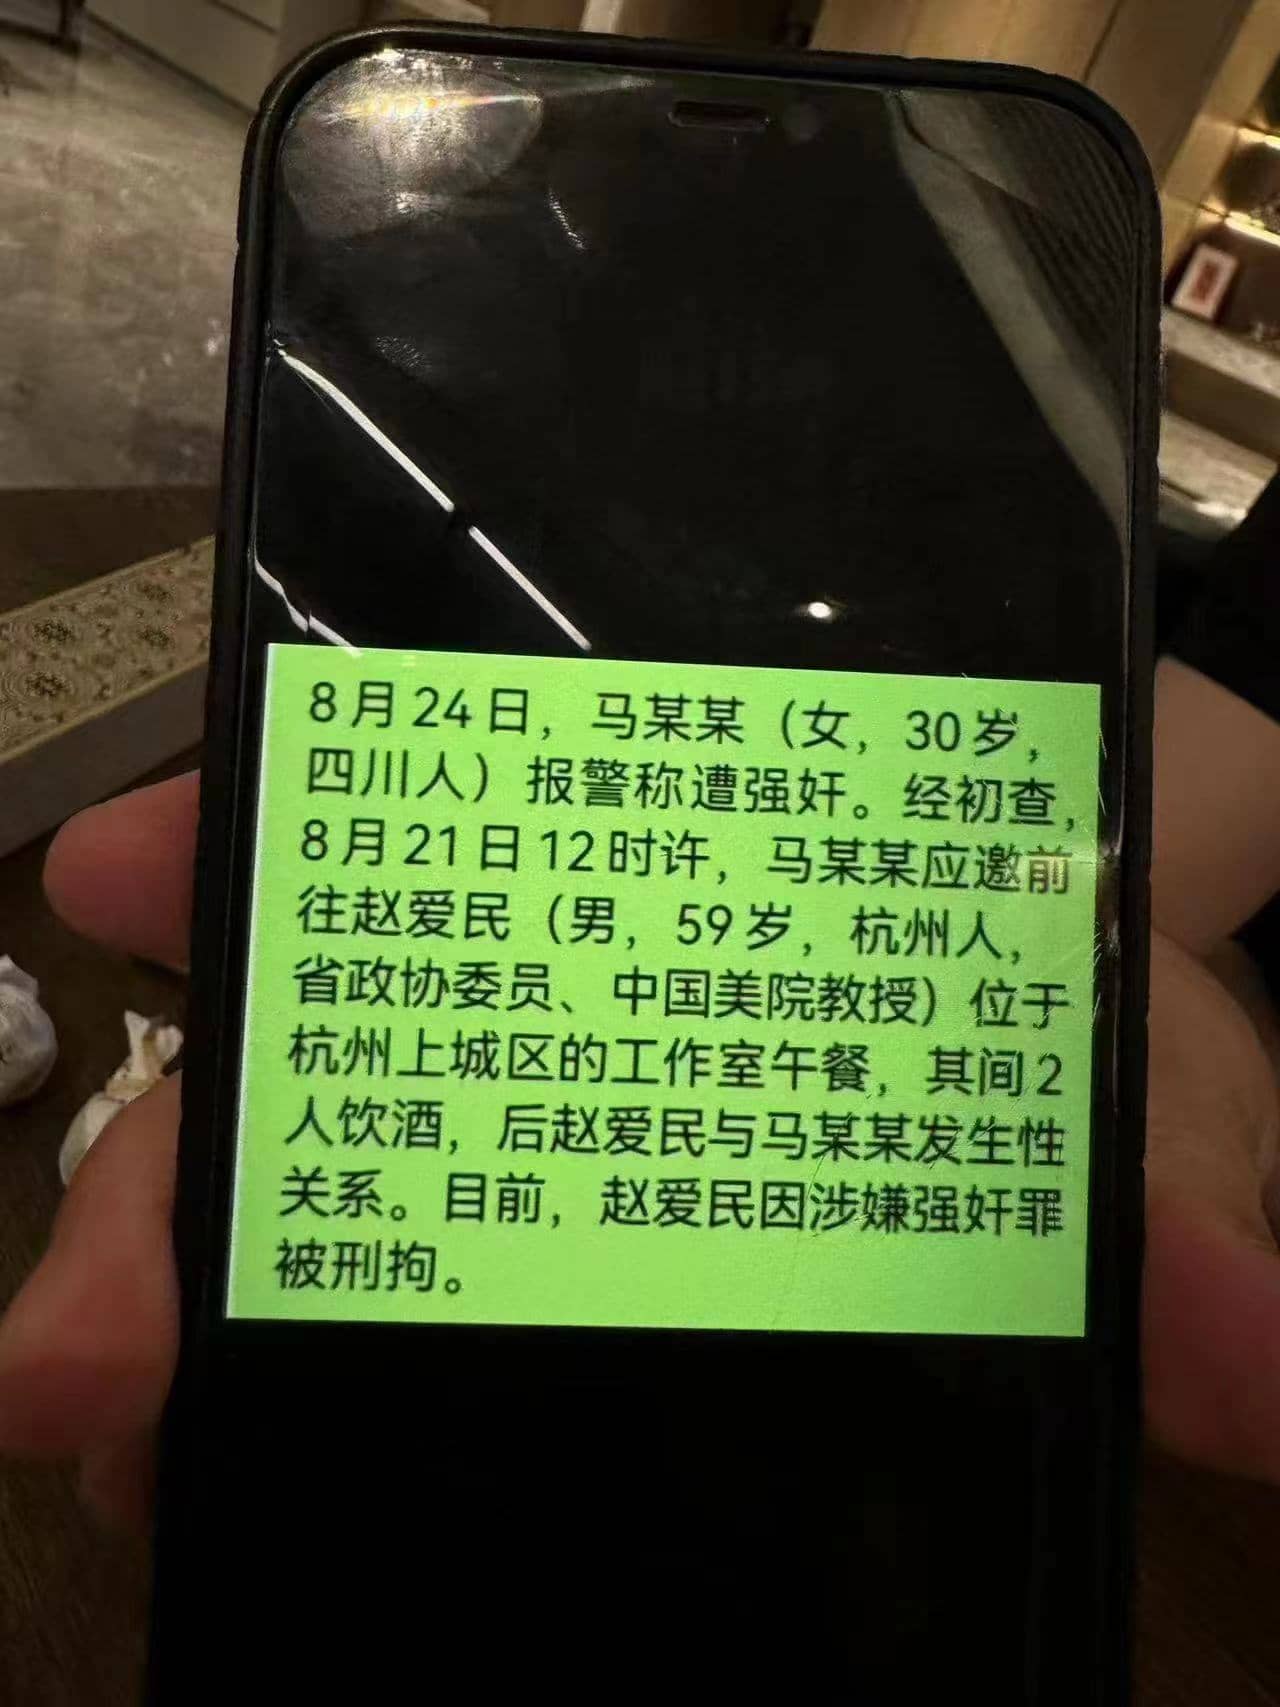 8月24日，马某某（女，30岁，
四川人）报警称遭强奸。经初查，
8月21日12时许，马某某应邀前
往赵爱民（男，59岁，杭州人，
省政协委员、中国美院教授）位于
杭州上城区的工作室午餐，其间2
人饮酒，后赵爱民与马某某发生性
关系。目前，赵爱民因涉嫌强奸罪
被刑拘。